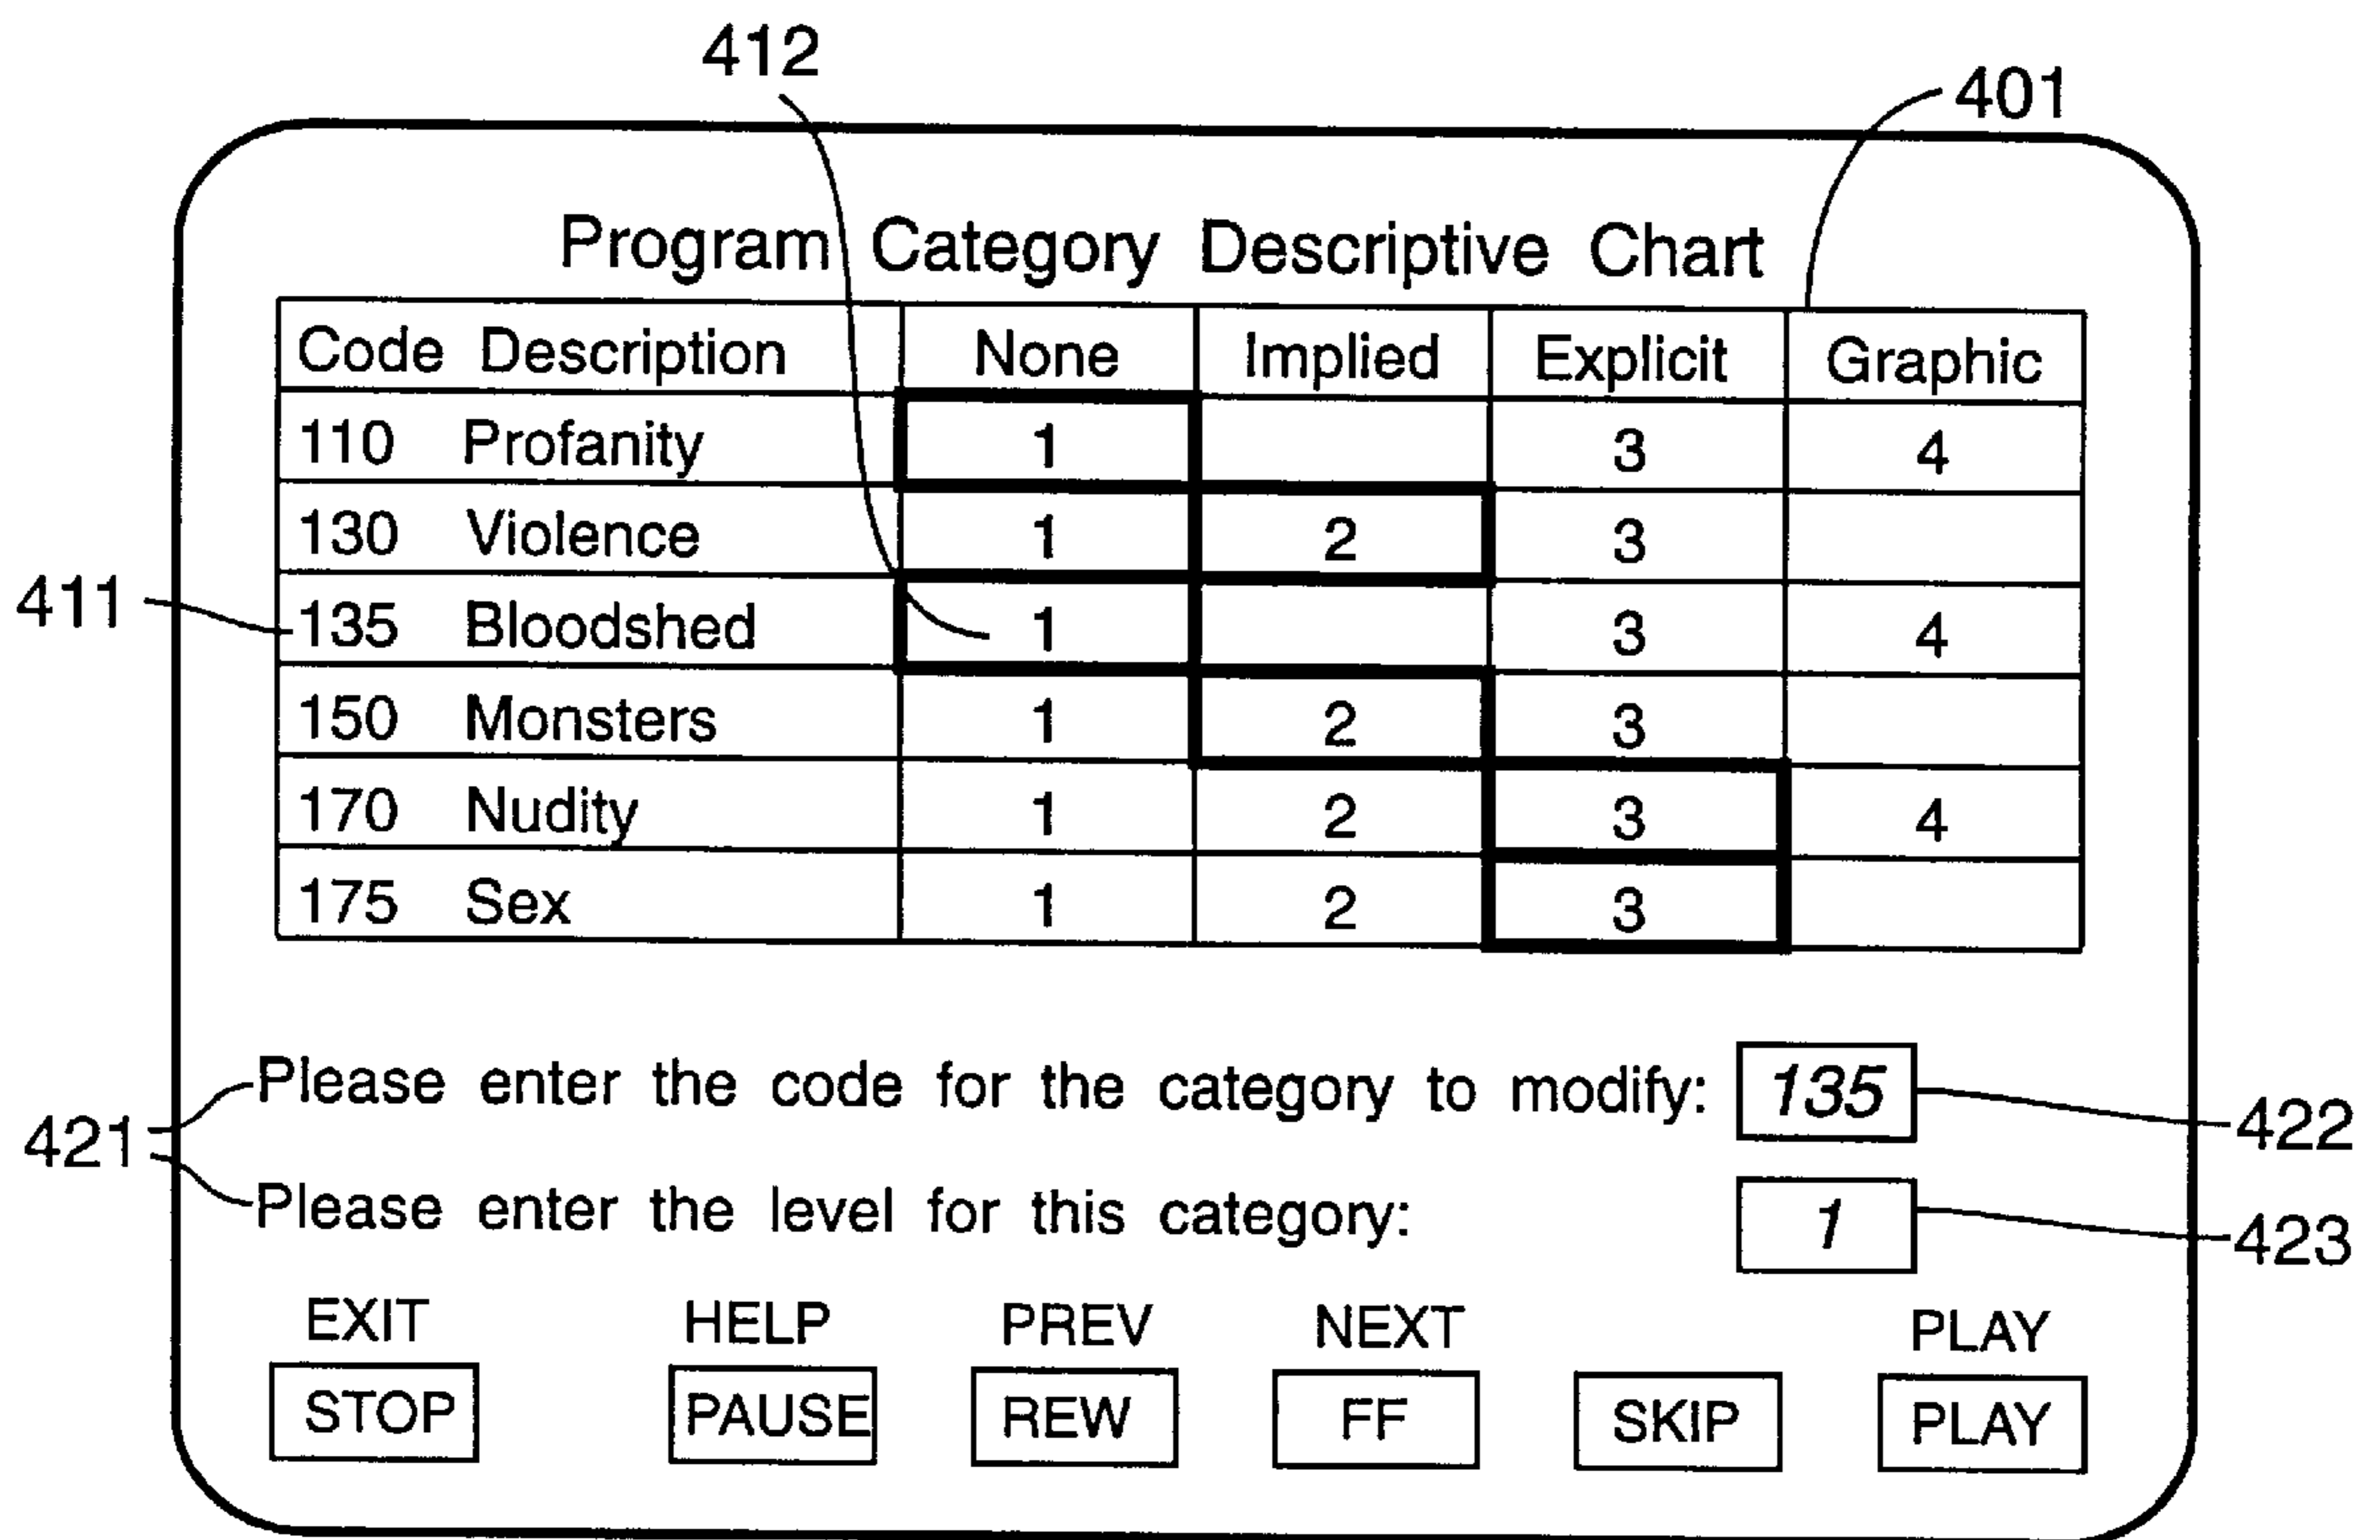 412
401
Program Category Descriptive Chart
Code Description None Implied Explicit Graphic
110 Profanity 1 3 4
130 Violence 1 2 3
411
135 Bloodshed 1 3 4
150 Monsters 1 2 3
170 Nudity 1 2 3 4
175 Sex 1 2 3
Please enter the code for the category to modify: 135
422
421
Please enter the level for this category: 1
423
EXIT HELP PREV NEXT PLAY
STOP PAUSE REW FF SKIP PLAY